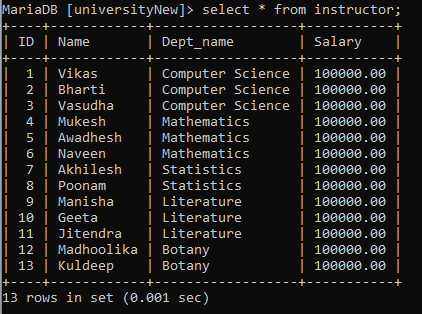 MariaDB [universityNew]> select * from instructor;
+----+------------+------------------+-----------+
| ID | Name       | Dept_name        | Salary    |
+----+------------+------------------+-----------+
|  1 | Vikas      | Computer Science | 100000.00 |
|  2 | Bharti     | Computer Science | 100000.00 |
|  3 | Vasudha    | Computer Science | 100000.00 |
|  4 | Mukesh     | Mathematics      | 100000.00 |
|  5 | Awadhesh   | Mathematics      | 100000.00 |
|  6 | Naveen     | Mathematics      | 100000.00 |
|  7 | Akhilesh   | Statistics       | 100000.00 |
|  8 | Poonam     | Statistics       | 100000.00 |
|  9 | Manisha    | Literature       | 100000.00 |
| 10 | Geeta      | Literature       | 100000.00 |
| 11 | Jitendra   | Literature       | 100000.00 |
| 12 | Madhoolika | Botany           | 100000.00 |
| 13 | Kuldeep    | Botany           | 100000.00 |
+----+------------+------------------+-----------+
13 rows in set (0.001 sec)